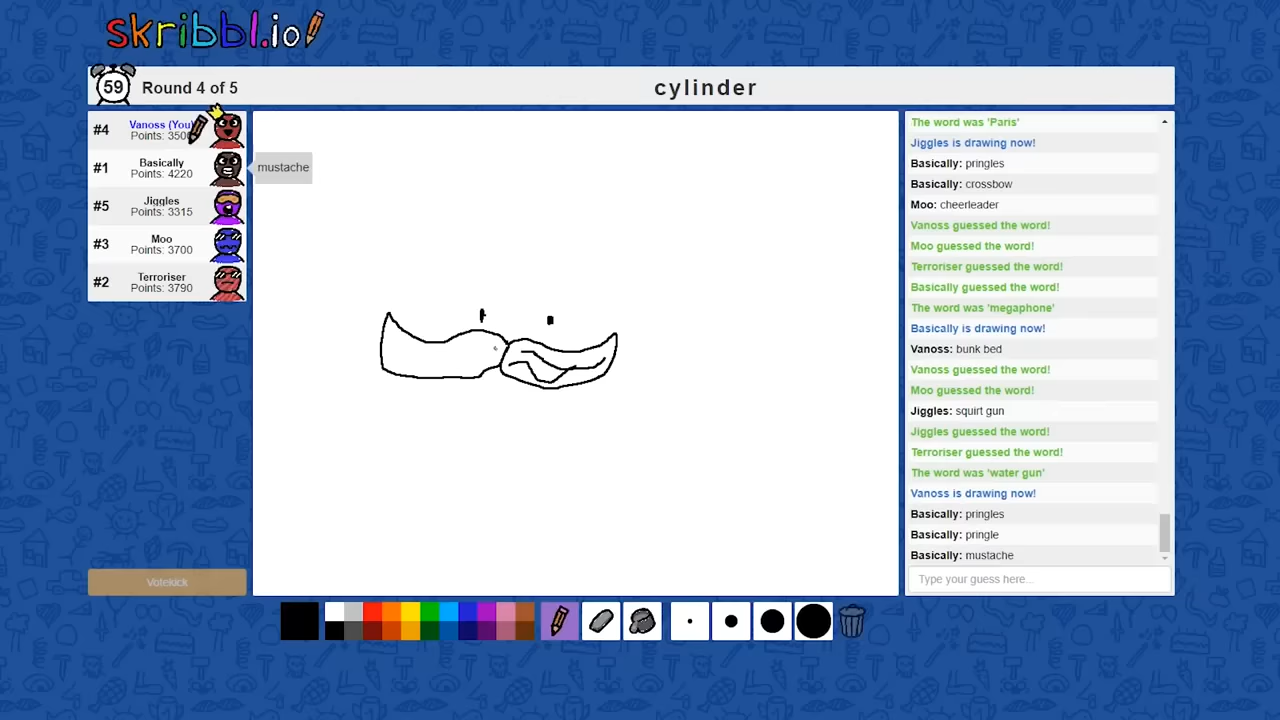 skribbl.io
59
Round 4 of 5
cylinder
#4
Vanoss (You)
Points: 3500
#1
Basically
Points: 4220
mustache
#5
Jiggles
Points: 3315
#3
Moo
Points: 3700
#2
Terroriser
Points: 3790
Votekick
The word was 'Paris'
Jiggles is drawing now!
Basically: pringles
Basically: crossbow
Moo: cheerleader
Vanoss guessed the word!
Moo guessed the word!
Terroriser guessed the word!
Basically guessed the word!
The word was 'megaphone'
Basically is drawing now!
Vanoss: bunk bed
Vanoss guessed the word!
Moo guessed the word!
Jiggles: squirt gun
Jiggles guessed the word!
Terroriser guessed the word!
The word was 'water gun'
Vanoss is drawing now!
Basically: pringles
Basically: pringle
Basically: mustache
Type your guess here...